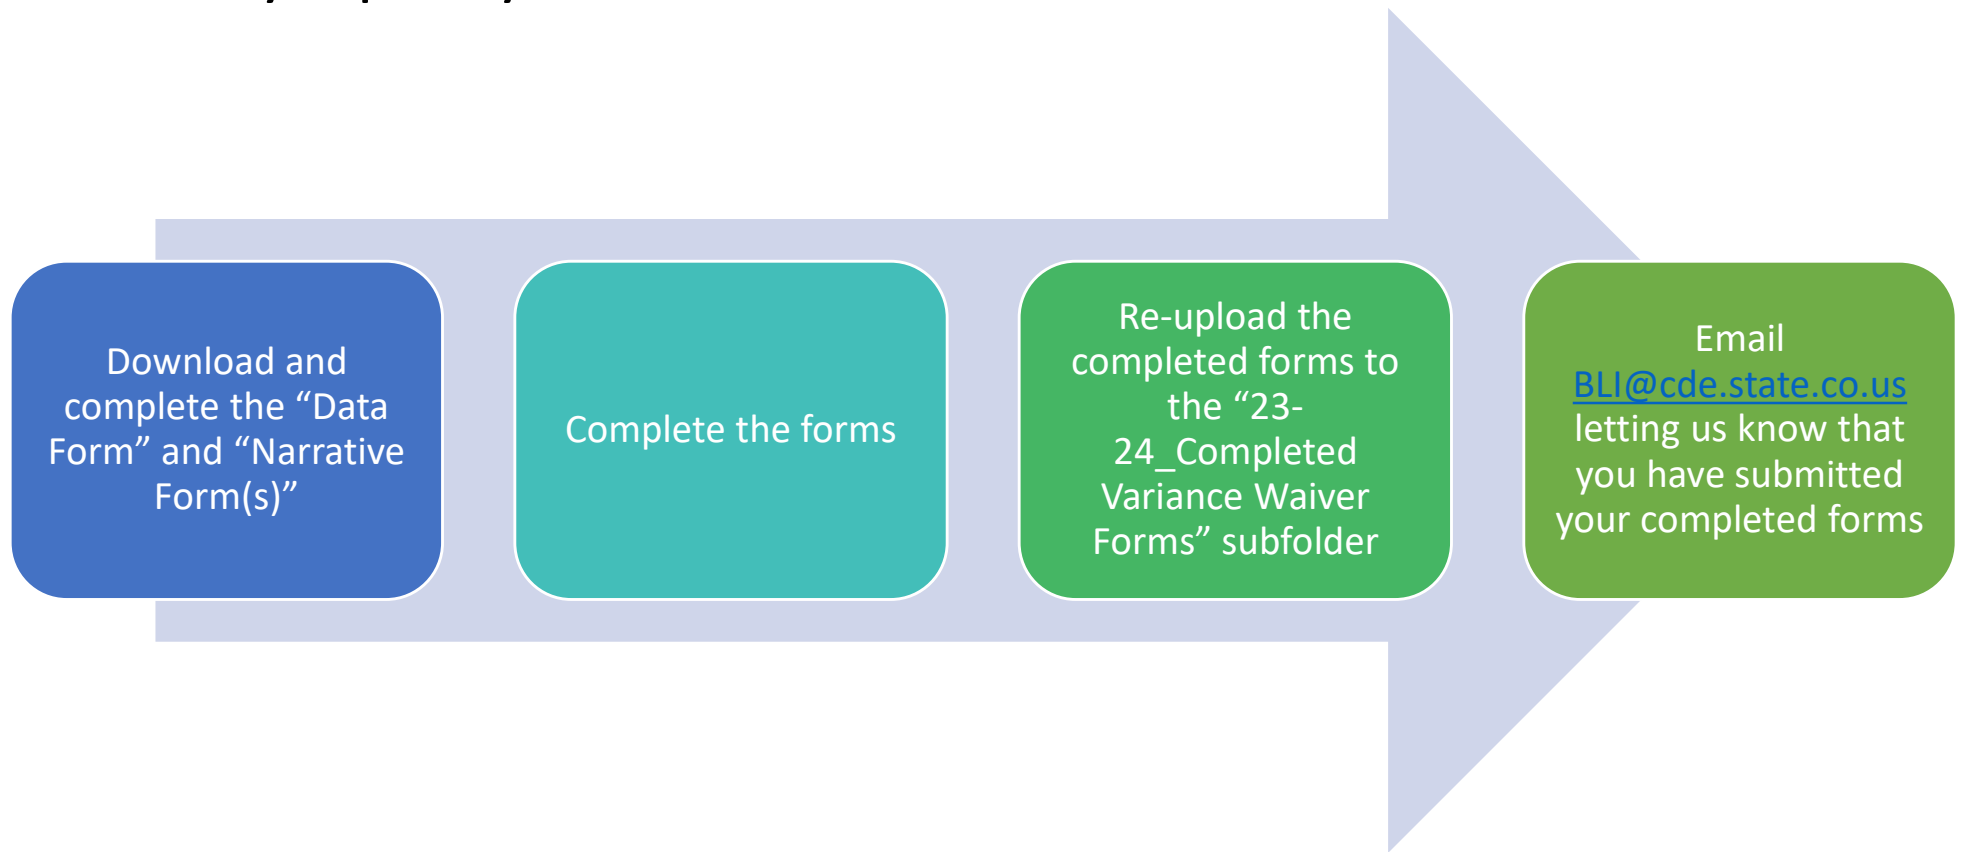 Download and
complete the “Data
Form” and “Narrative
Form(s)”
Complete the forms
Re-upload the
completed forms to
the “23-
24_Completed
Variance Waiver
Forms” subfolder
Email
BLI@cde.state.co.us
letting us know that
you have submitted
your completed forms